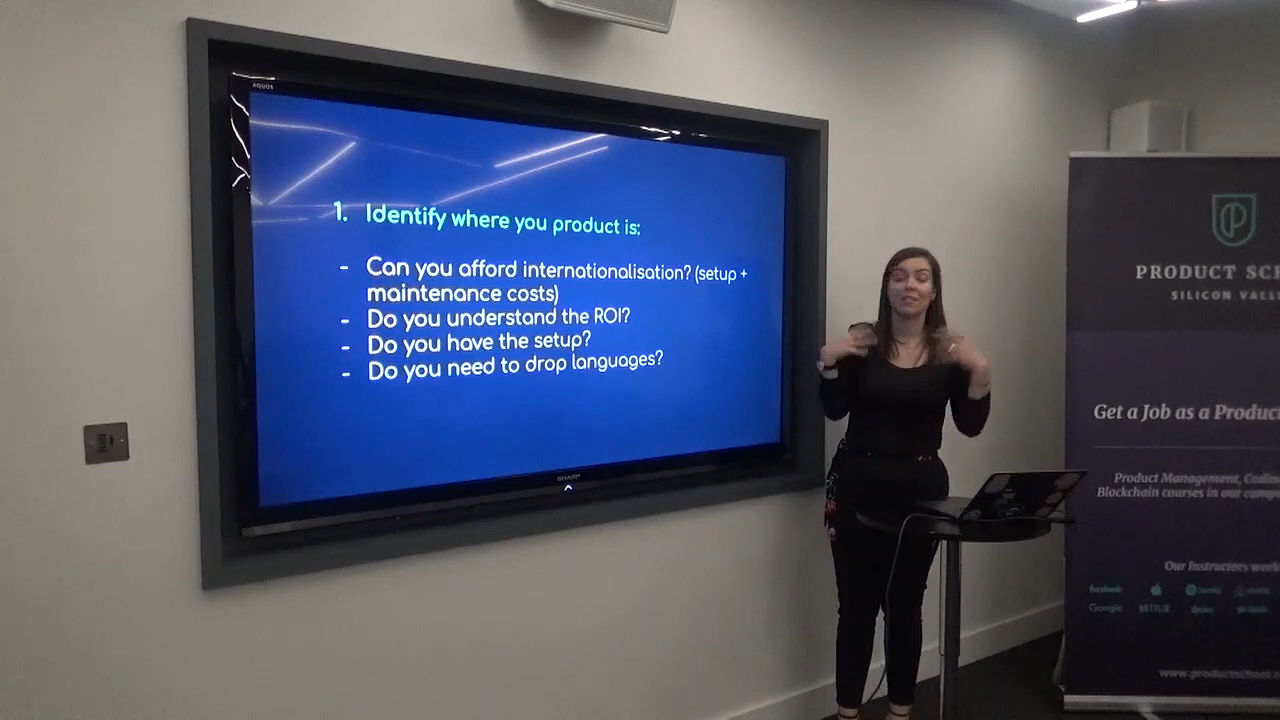 AQUOS
1. Identify where you product is:
- Can you afford internationalisation? (setup +
maintenance costs)
- Do you understand the ROI?
- Do you have the setup?
- Do you need to drop languages?
SHARP
PRODUCT SC
SILICON VALL
Get a Job as a Product
Product Management, Coding
Blockchain courses in our camp
Our Instructors work
facebook
Google NETFLIX
www.productschool